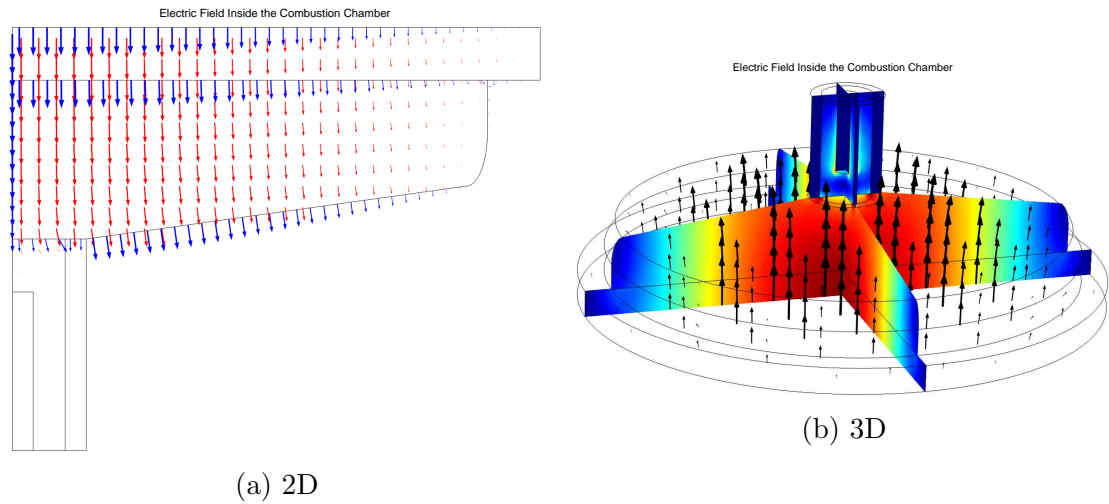 Electric Field Inside the Combustion Chamber
(a) 2D
Electric Field Inside the Combustion Chamber
(b) 3D